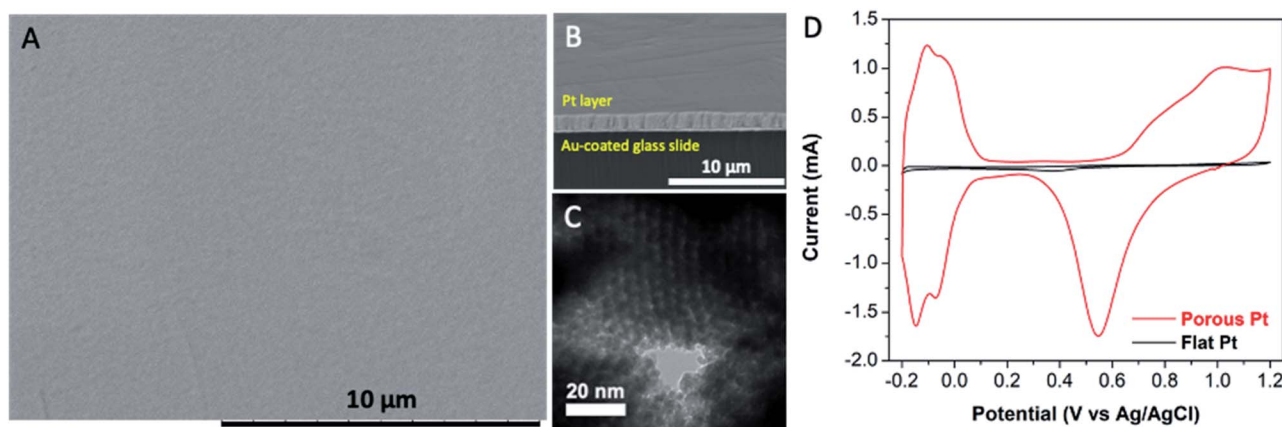 A
10 μm
B
Pt layer
Au-coated glass slide
10 μm
C
20 nm
D
1.5
1.0
0.5
0.0
-0.5
-1.0
-1.5
-2.0
Current (mA)
Porous Pt
Flat Pt
-0.2 0.0 0.2 0.4 0.6 0.8 1.0 1.2
Potential (V vs Ag/AgCl)